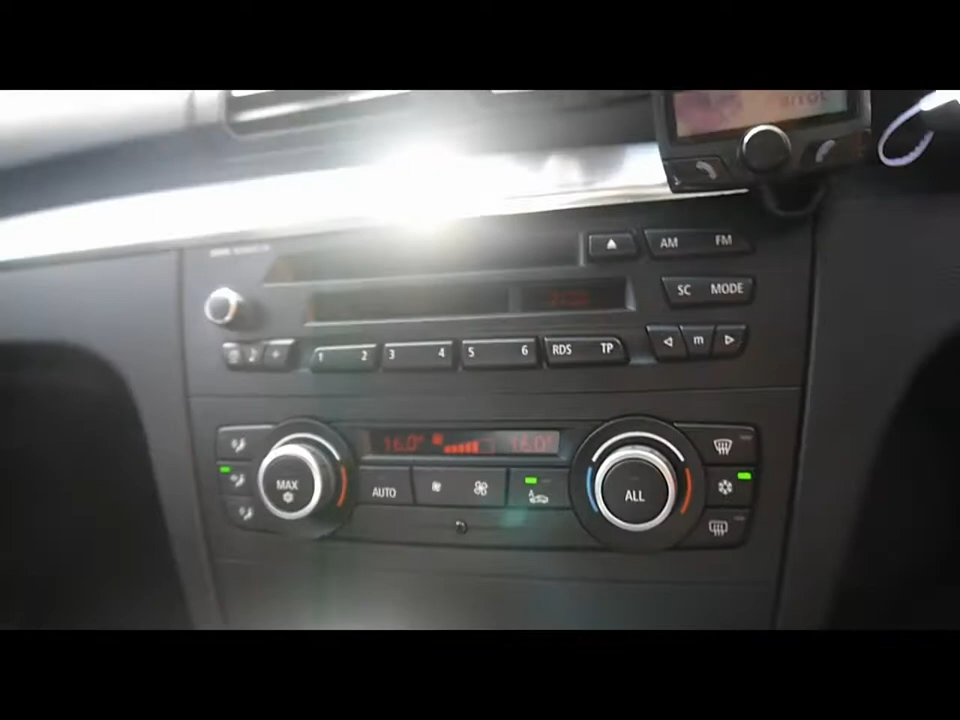 AM FM
SC MODE
1 2 3 4 5 6 RDS TP
m
16.0° 16.0°
MAX
AUTO
A
ALL